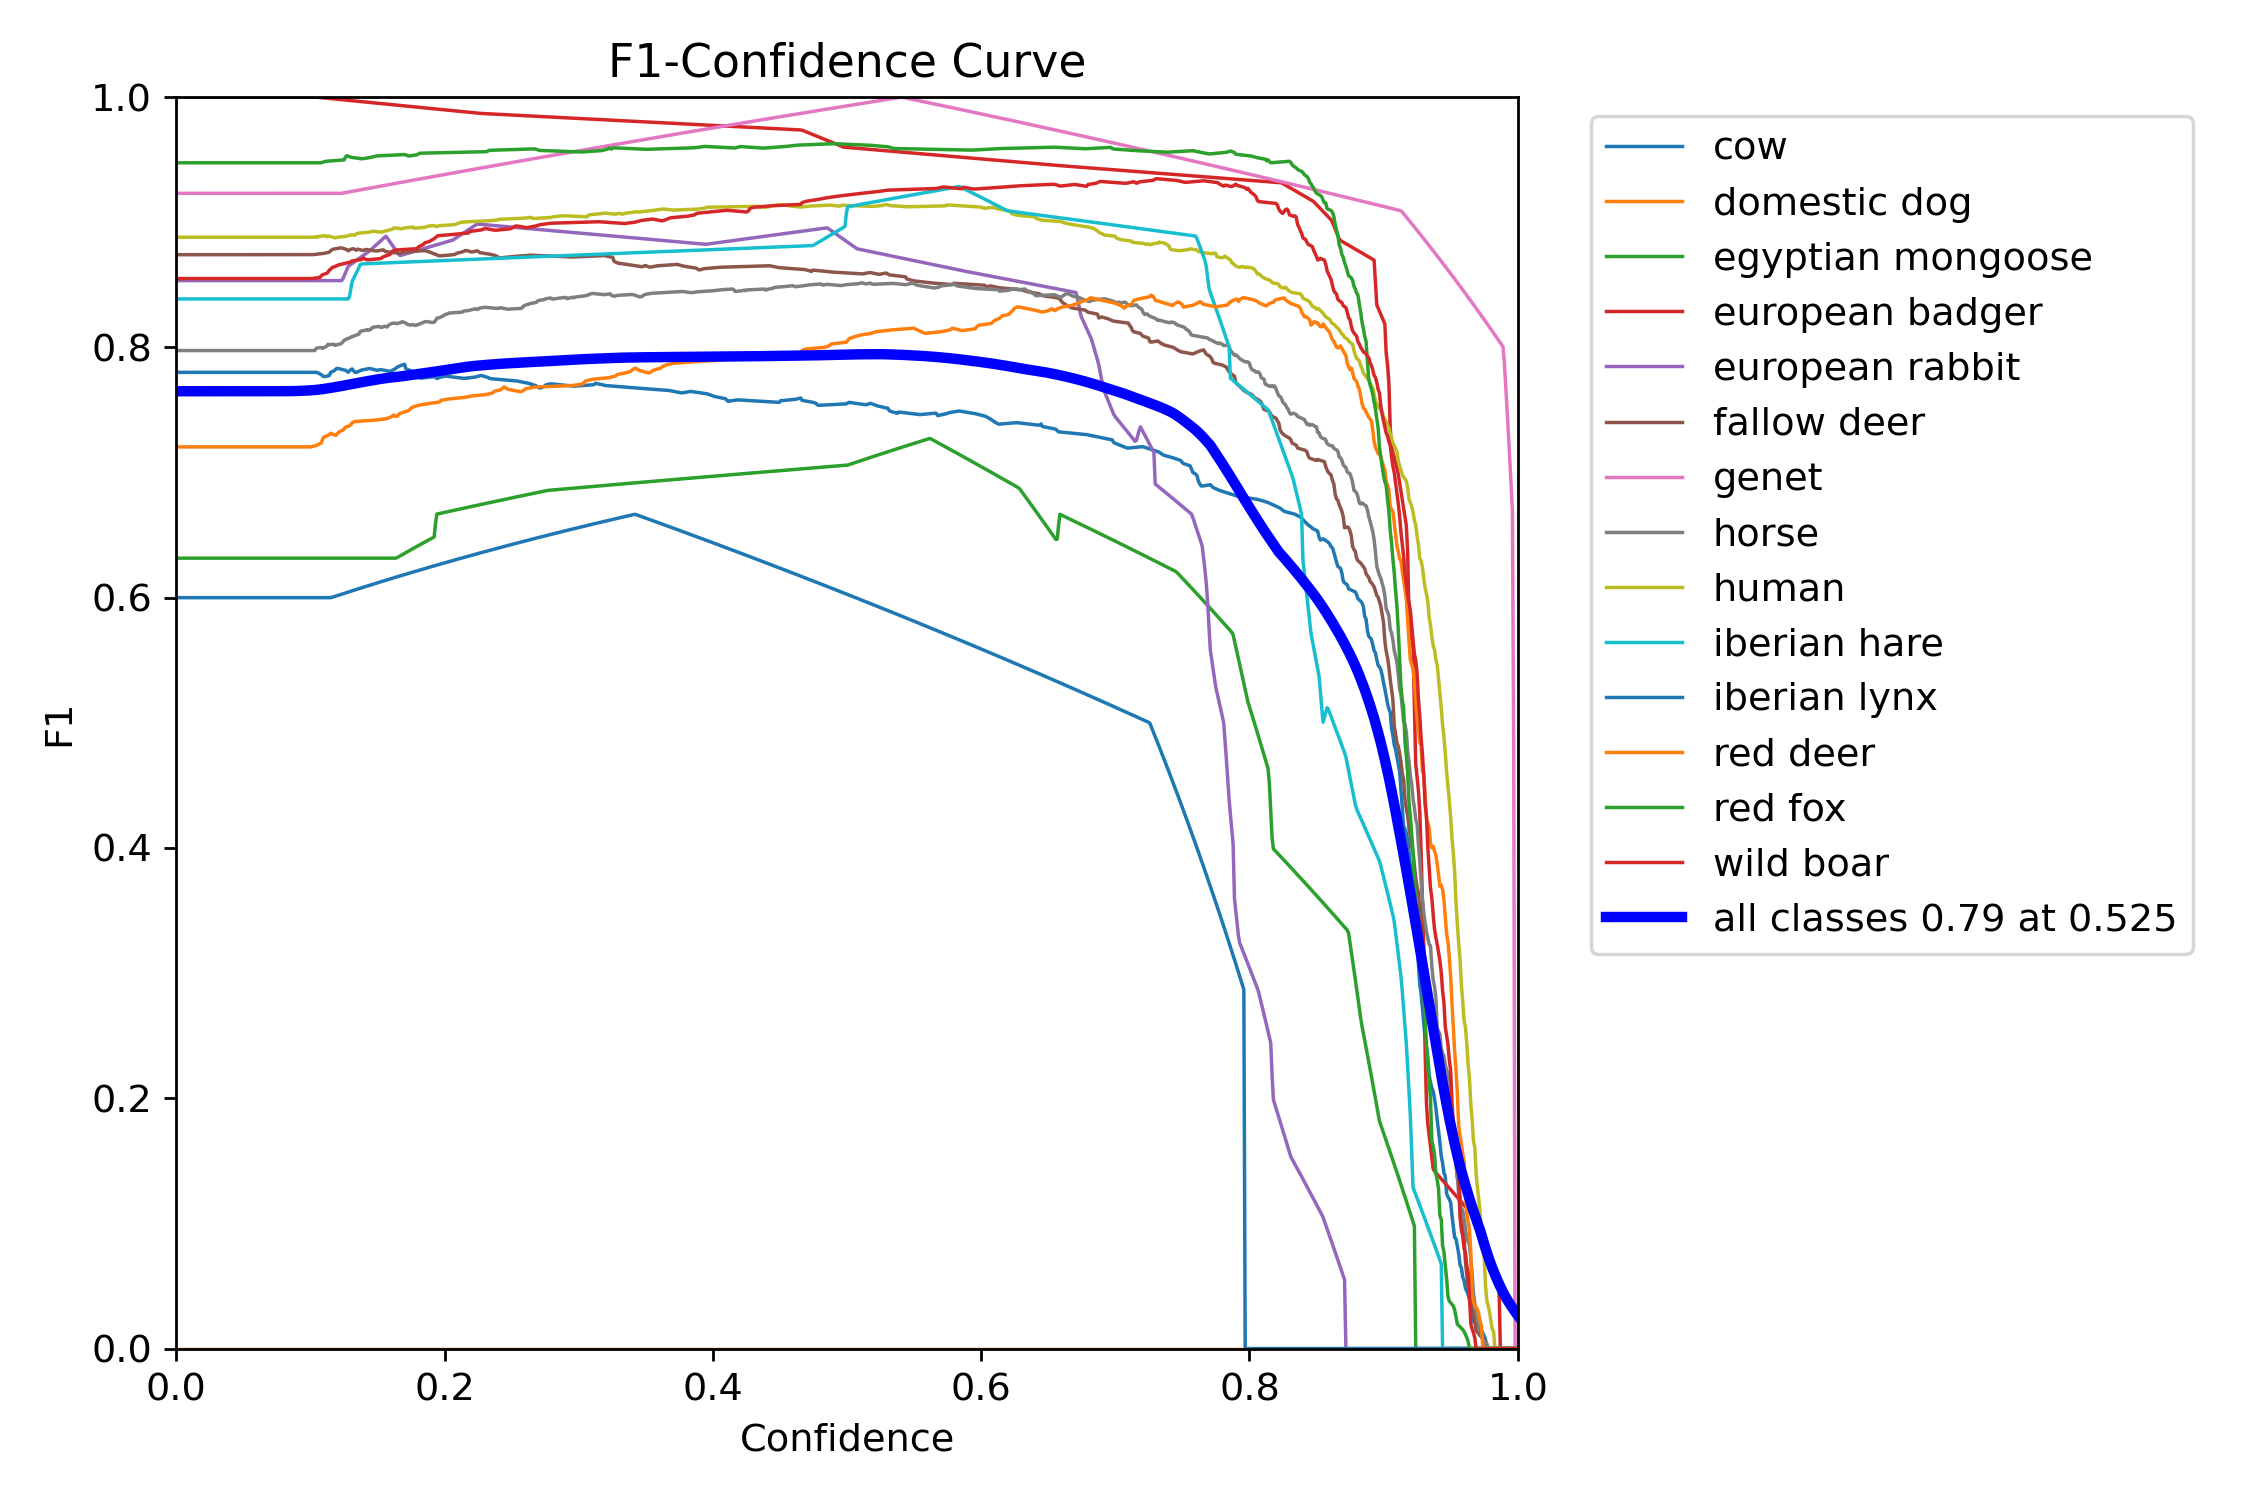 F1-Confidence Curve
1.0
0.8
0.6
0.4
0.2
0.0
F1
0.0 0.2 0.4 0.6 0.8 1.0
Confidence
cow
domestic dog
egyptian mongoose
european badger
european rabbit
fallow deer
genet
horse
human
iberian hare
iberian lynx
red deer
red fox
wild boar
all classes 0.79 at 0.525